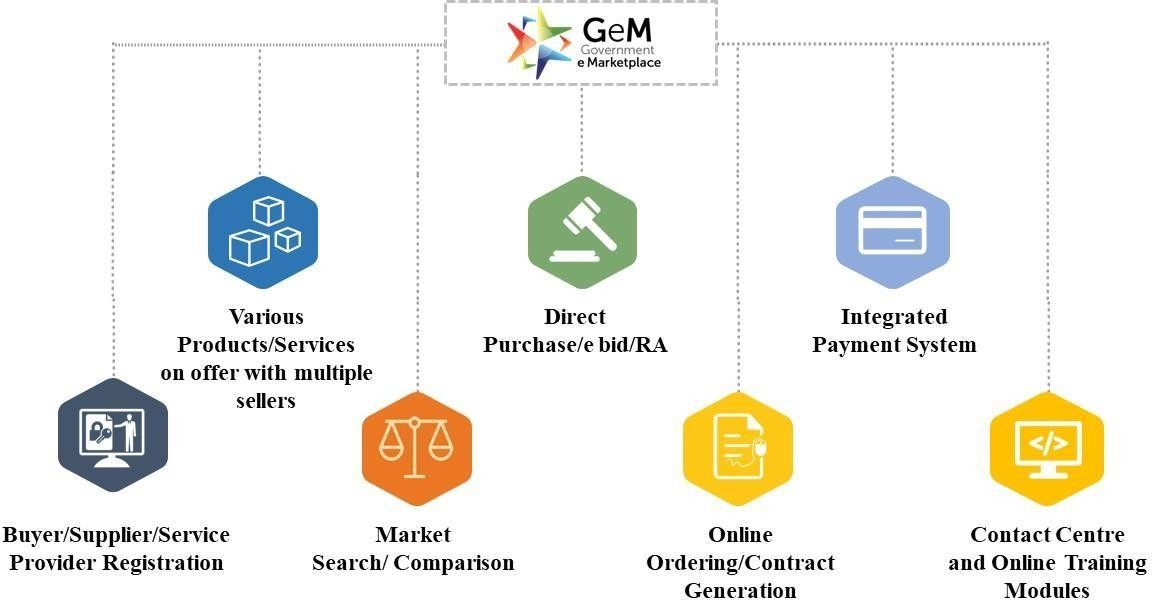 GeM
Government
e Marketplace
Various
Products/Services
on offer with multiple
sellers
Direct
Purchase/e bid/RA
Integrated
Payment System
</>
Buyer/Supplier/Service
Provider Registration
Market
Search/ Comparison
Online
Ordering/Contract
Generation
Contact Centre
and Online Training
Modules